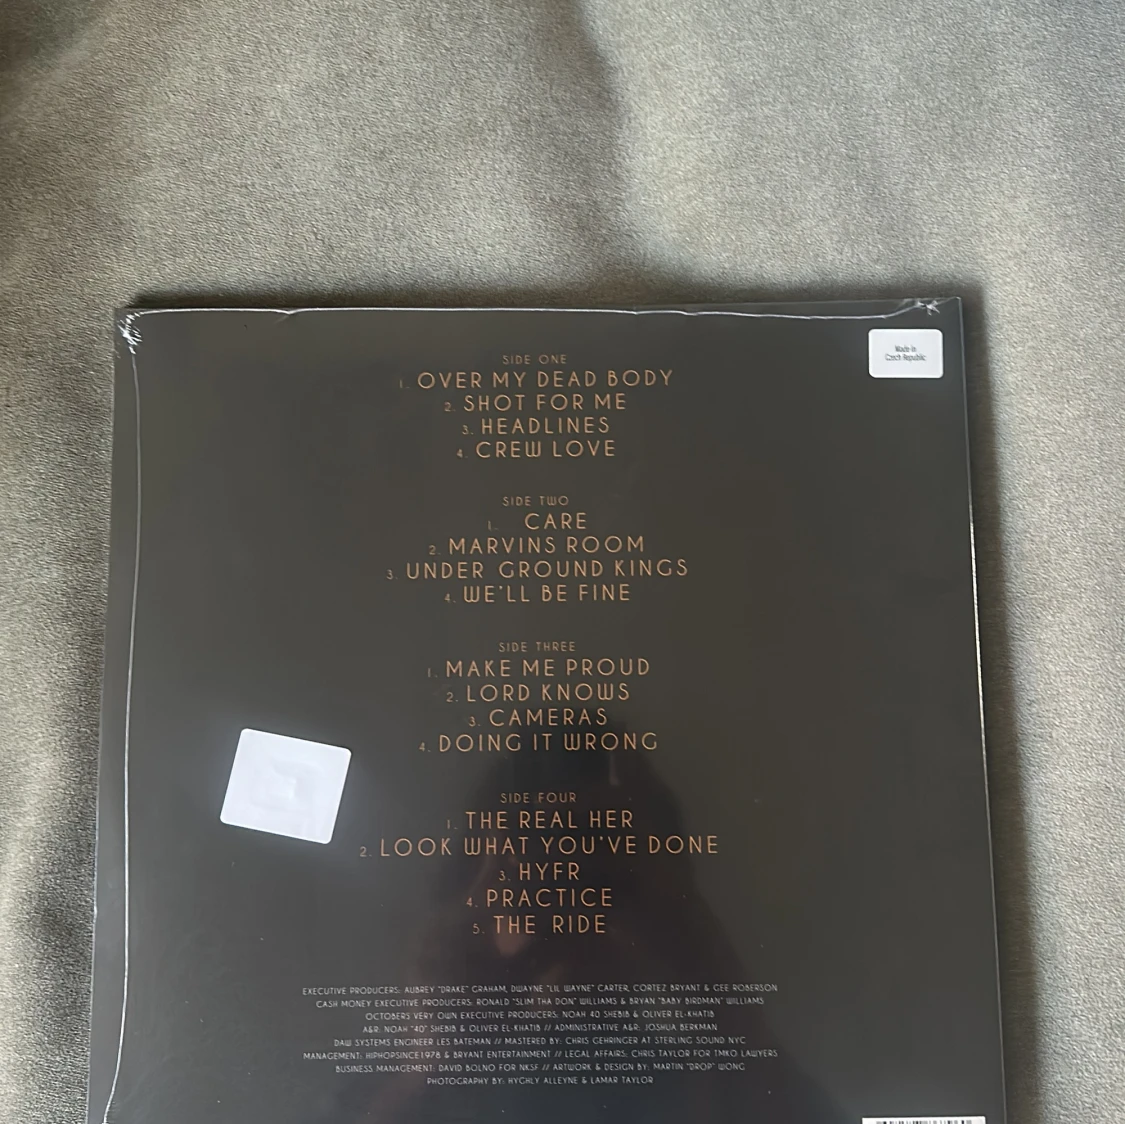 Made in
Czech Republic
SIDE ONE
1. OVER MY DEAD BODY
2. SHOT FOR ME
3. HEADLINES
4. CREW LOVE
SIDE TWO
1. CARE
2. MARVINS ROOM
3. UNDER GROUND KINGS
4. WE'LL BE FINE
SIDE THREE
1. MAKE ME PROUD
2. LORD KNOWS
3. CAMERAS
4. DOING IT WRONG
SIDE FOUR
1. THE REAL HER
2. LOOK WHAT YOU'VE DONE
3. HYFR
4. PRACTICE
5. THE RIDE
EXECUTIVE PRODUCERS: AUBREY "DRAKE" GRAHAM, DWAYNE "LIL WAYNE" CARTER, CORTEZ BRYANT & GEE ROBERSON
CASH MONEY EXECUTIVE PRODUCERS: RONALD "SLIM THA DON" WILLIAMS & BRYAN "BABY BIRDMAN" WILLIAMS
OCTOBERS VERY OWN EXECUTIVE PRODUCERS: NOAH 40 SHEBIB & OLIVER EL-KHATIB
A&R: NOAH "40" SHEBIB & OLIVER EL-KHATIB // ADMINISTRATIVE A&R: JOSHUA BERKMAN
DAW SYSTEMS ENGINEER LES BATEMAN // MASTERED BY: CHRIS GEHRINGER AT STERLING SOUND NYC
MANAGEMENT: HIPHOPSINCE1978 & BRYANT ENTERTAINMENT // LEGAL AFFAIRS: CHRIS TAYLOR FOR TMKO LAWYERS
BUSINESS MANAGEMENT: DAVID BOLNO FOR NKSF // ARTWORK & DESIGN BY: MARTIN "DROP" WONG
PHOTOGRAPHY BY: HYGHLY ALLEYNE & LAMAR TAYLOR